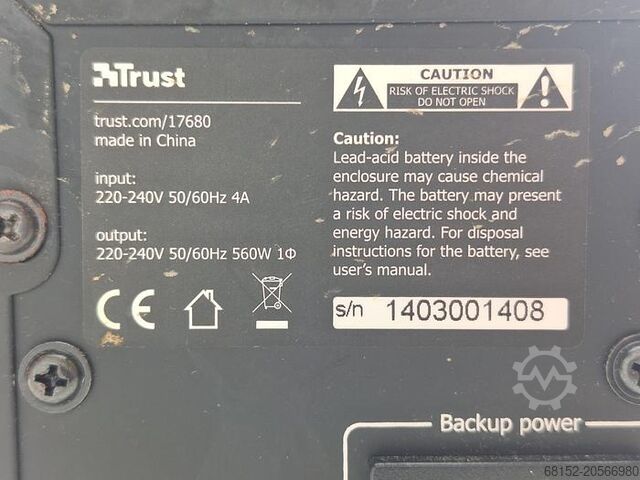 Trust
trust.com/17680
made in China
input:
220-240V 50/60Hz 4A
output:
220-240V 50/60Hz 560W 1Φ
CE
CAUTION
RISK OF ELECTRIC SHOCK
DO NOT OPEN
Caution:
Lead-acid battery inside the
enclosure may cause chemical
hazard. The battery may present
a risk of electric shock and
energy hazard. For disposal
instructions for the battery, see
user's manual.
s/n 1403001408
Backup power
68152-20566980